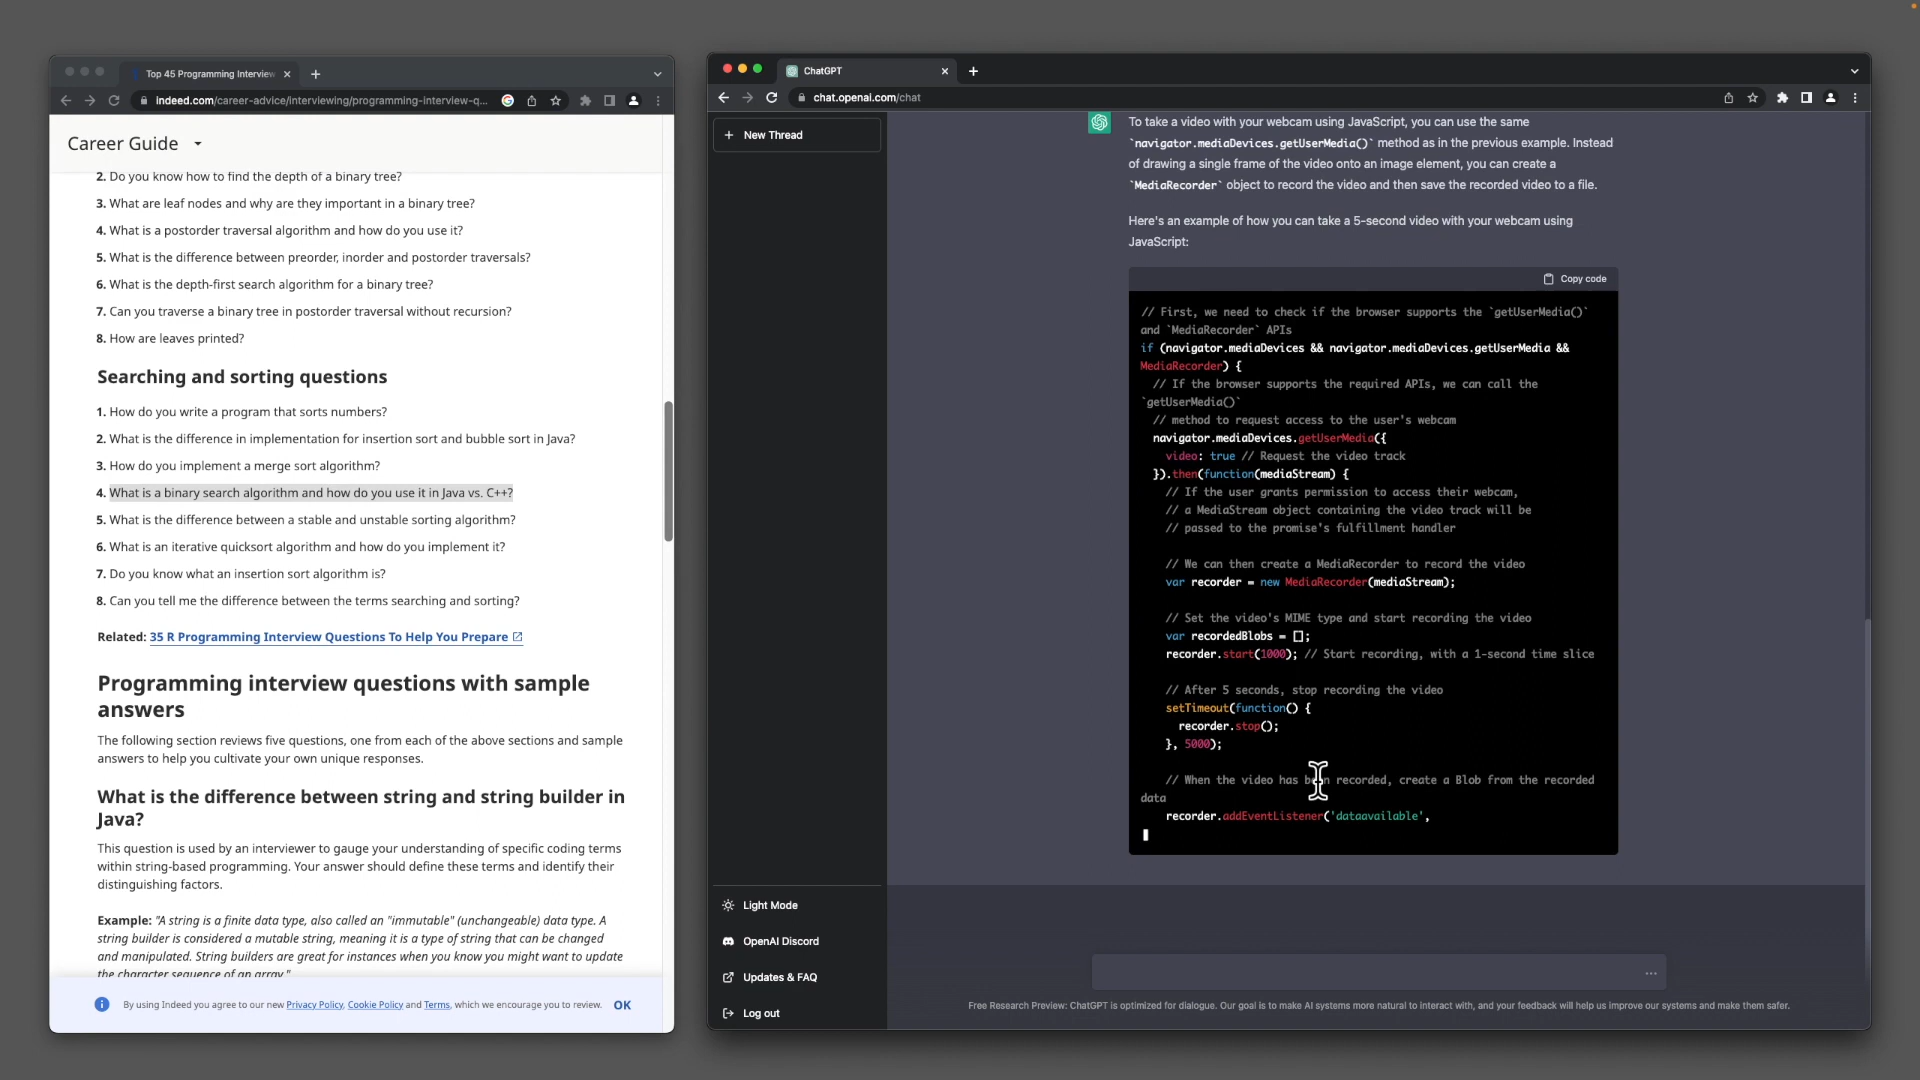 Top 45 Programming Interview
indeed.com/career-advice/interviewing/programming-interview-q...
Career Guide
2. Do you know how to find the depth of a binary tree?
3. What are leaf nodes and why are they important in a binary tree?
4. What is a postorder traversal algorithm and how do you use it?
5. What is the difference between preorder, inorder and postorder traversals?
6. What is the depth-first search algorithm for a binary tree?
7. Can you traverse a binary tree in postorder traversal without recursion?
8. How are leaves printed?
Searching and sorting questions
1. How do you write a program that sorts numbers?
2. What is the difference in implementation for insertion sort and bubble sort in Java?
3. How do you implement a merge sort algorithm?
4. What is a binary search algorithm and how do you use it in Java vs. C++?
5. What is the difference between a stable and unstable sorting algorithm?
6. What is an iterative quicksort algorithm and how do you implement it?
7. Do you know what an insertion sort algorithm is?
8. Can you tell me the difference between the terms searching and sorting?
Related: 35 R Programming Interview Questions To Help You Prepare
Programming interview questions with sample
answers
The following section reviews five questions, one from each of the above sections and sample
answers to help you cultivate your own unique responses.
What is the difference between string and string builder in
Java?
This question is used by an interviewer to gauge your understanding of specific coding terms
within string-based programming. Your answer should define these terms and identify their
distinguishing factors.
Example: "A string is a finite data type, also called an "immutable" (unchangeable) data type. A
string builder is considered a mutable string, meaning it is a type of string that can be changed
and manipulated. String builders are great for instances when you know you might want to update
the character sequence of an array."
By using Indeed you agree to our new Privacy Policy, Cookie Policy and Terms, which we encourage you to review. OK
ChatGPT
chat.openai.com/chat
New Thread
Light Mode
OpenAI Discord
Updates & FAQ
Log out
To take a video with your webcam using JavaScript, you can use the same
`navigator.mediaDevices.getUserMedia()` method as in the previous example. Instead
of drawing a single frame of the video onto an image element, you can create a
`MediaRecorder` object to record the video and then save the recorded video to a file.
Here's an example of how you can take a 5-second video with your webcam using
JavaScript:
Copy code
// First, we need to check if the browser supports the `getUserMedia()`
and `MediaRecorder` APIs
if (navigator.mediaDevices && navigator.mediaDevices.getUserMedia &&
MediaRecorder) {
// If the browser supports the required APIs, we can call the
`getUserMedia()`
// method to request access to the user's webcam
navigator.mediaDevices.getUserMedia({
video: true // Request the video track
}).then(function(mediaStream) {
// If the user grants permission to access their webcam,
// a MediaStream object containing the video track will be
// passed to the promise's fulfillment handler
// We can then create a MediaRecorder to record the video
var recorder = new MediaRecorder(mediaStream);
// Set the video's MIME type and start recording the video
var recordedBlobs = [];
recorder.start(1000); // Start recording, with a 1-second time slice
// After 5 seconds, stop recording the video
setTimeout(function() {
recorder.stop();
}, 5000);
// When the video has been recorded, create a Blob from the recorded
data
recorder.addEventListener('dataavailable',
Free Research Preview: ChatGPT is optimized for dialogue. Our goal is to make AI systems more natural to interact with, and your feedback will help us improve our systems and make them safer.